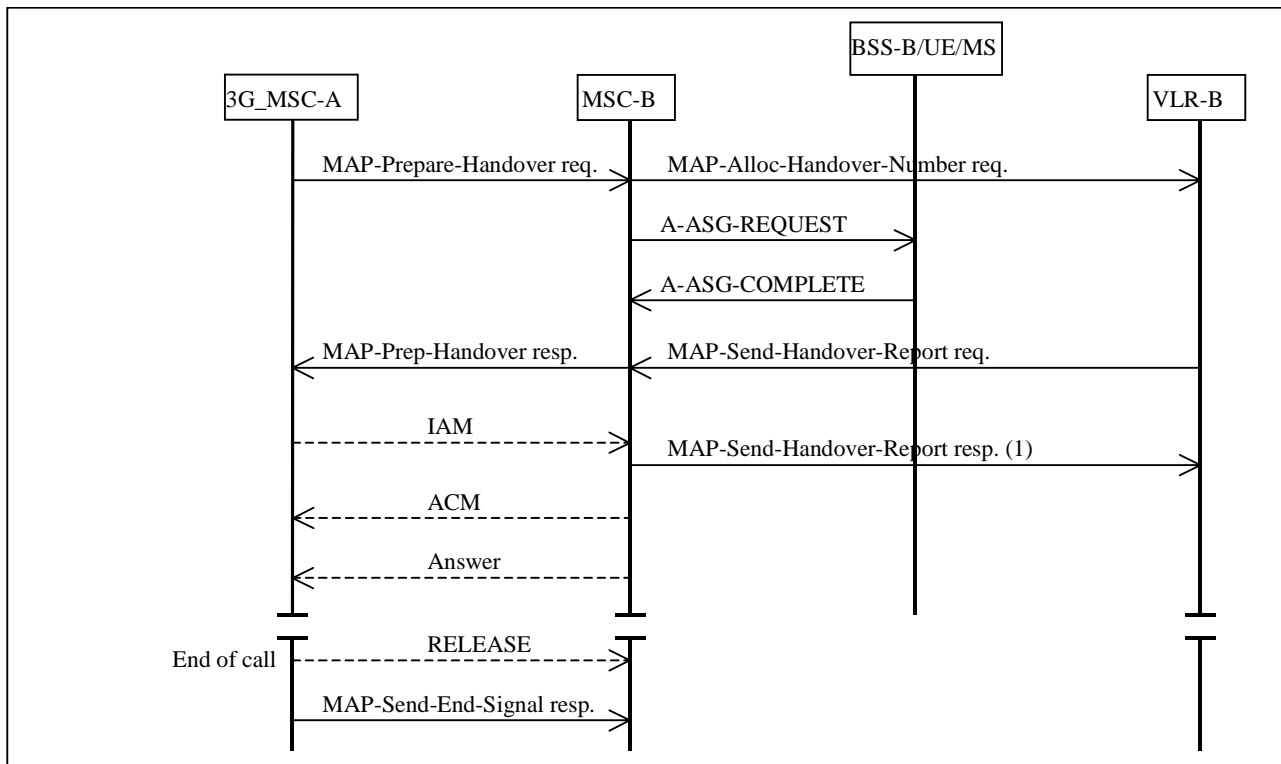 BSS-B/UE/MS
3G_MSC-A
MSC-B
VLR-B
MAP-Prepare-Handover req.
MAP-Alloc-Handover-Number req.
A-ASG-REQUEST
A-ASG-COMPLETE
MAP-Prep-Handover resp.
MAP-Send-Handover-Report req.
IAM
MAP-Send-Handover-Report resp. (1)
ACM
Answer
RELEASE
End of call
MAP-Send-End-Signal resp.